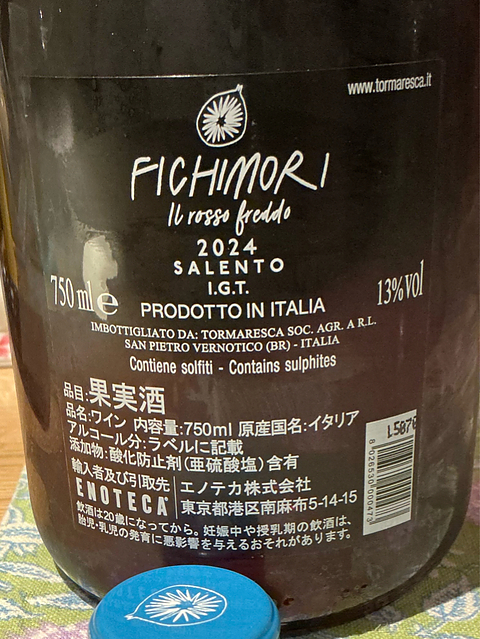 www.tormaresca.it
FICHIMORI
Il rosso freddo
2024
SALENTO
I.G.T.
750 ml e
13% vol
PRODOTTO IN ITALIA
IMBOTTIGLIATO DA: TORMARESCA SOC. AGR. A R.L.
SAN PIETRO VERNOTICO (BR) - ITALIA
Contiene solfiti - Contains sulphites
品目:果実酒
品名:ワイン 内容量:750ml 原産国名:イタリア
アルコール分:ラベルに記載
添加物:酸化防止剤(亜硫酸塩)含有
輸入者及び引取先
ENOTECA
エノテカ株式会社
東京都港区南麻布5-14-15
飲酒は20歳になってから。妊娠中や授乳期の飲酒は、
胎児・乳児の発育に悪影響を与えるおそれがあります。